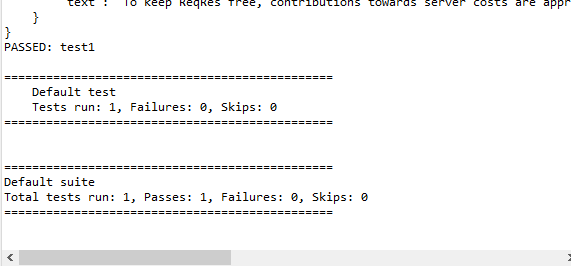 text : "To keep ReqRes free, contributions towards server costs are appr
}
}
PASSED: test1
===============================================
Default test
Tests run: 1, Failures: 0, Skips: 0
===============================================
===============================================
Default suite
Total tests run: 1, Passes: 1, Failures: 0, Skips: 0
===============================================